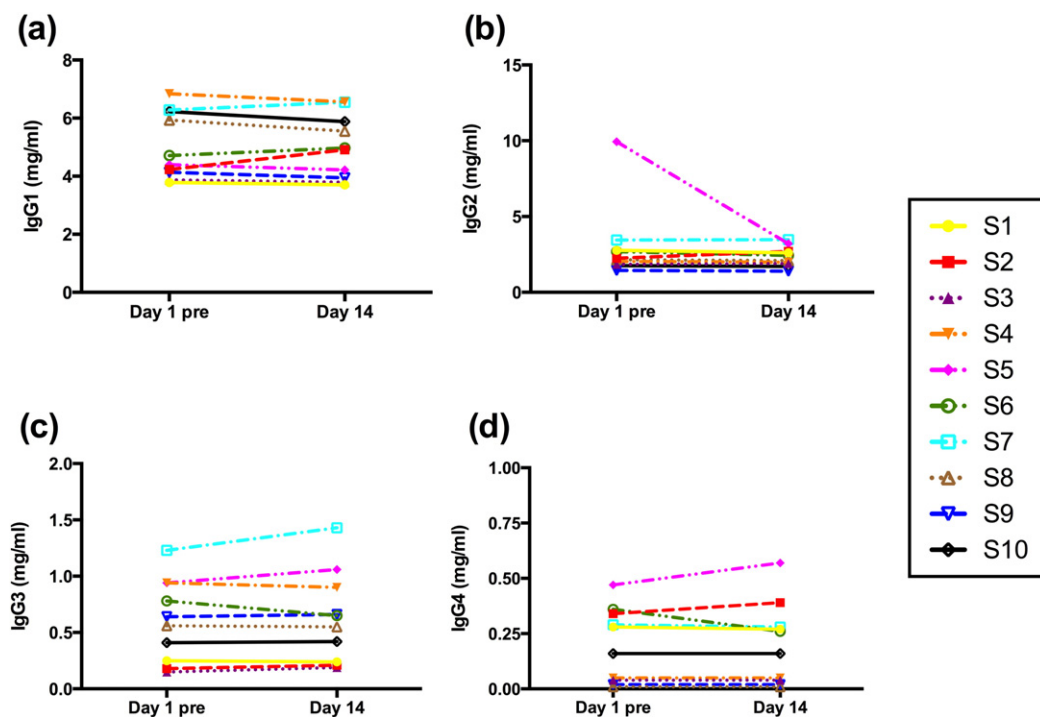 (a)
IgG1 (mg/ml)
8
6
4
2
0
Day 1 pre
Day 14
(b)
IgG2 (mg/ml)
15
10
5
0
Day 1 pre
Day 14
(c)
IgG3 (mg/ml)
2.0
1.5
1.0
0.5
0.0
Day 1 pre
Day 14
(d)
IgG4 (mg/ml)
1.00
0.75
0.50
0.25
0.00
Day 1 pre
Day 14
S1
S2
S3
S4
S5
S6
S7
S8
S9
S10